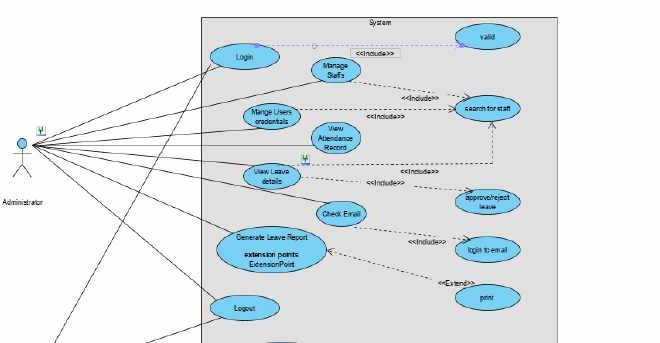 System
valid
Login
<<Include>>
Manage
Staffs
<<Include>>
search for staff
Mange Users
credentials
<<Include>>
View
Attendance
Record
View Leave
details
<<Include>>
<<Include>>
approve/reject
leave
Administrator
Check Email
Generate Leave Report
extension points
ExtensionPoint
<<Include>>
login to email
<<Extend>>
print
Logout